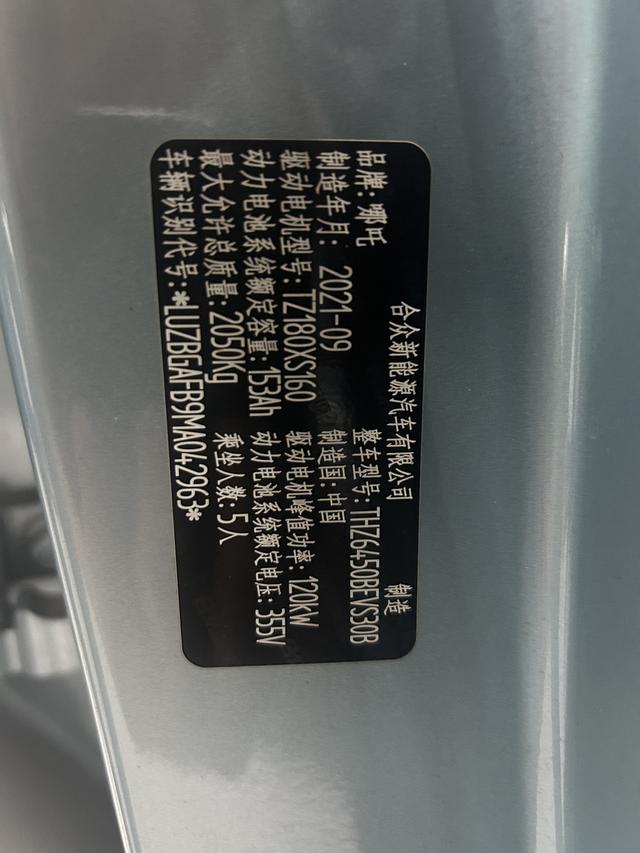 合众新能源汽车有限公司 制造
品牌:哪吒 整车型号:THZ6450BEVS30B
制造年月: 2021-09 制造国:中国
驱动电机型号:TZ180XS160 驱动电机峰值功率: 120kW
动力电池系统额定容量:153Ah 动力电池系统额定电压:355V
最大允许总质量:2050Kg 乘坐人数:5人
车辆识别代号:*LUZBGAFB9MA042963*